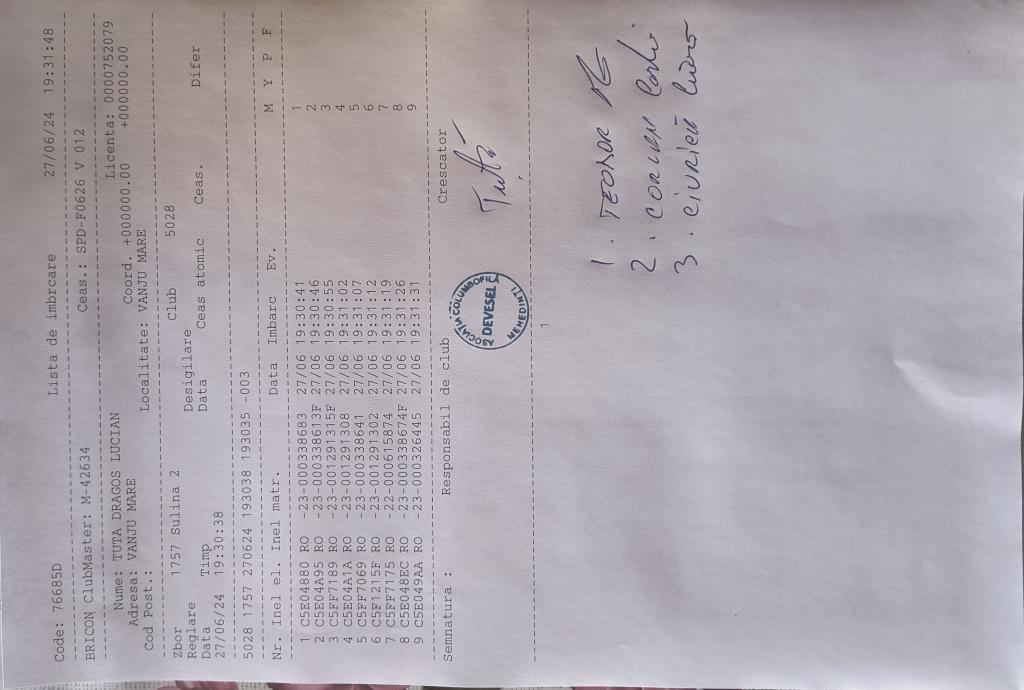 Code: 76685D Lista de imbrcare 27/06/24 19:31:48
BRICON ClubMaster: M-42634 Ceas.: SPD-F0626 V 012
Nume: TUTA DRAGOS LUCIAN Coord. +000000.00 Licenta: 0000752079
Adresa: VANJU MARE +000000.00
Cod Post.: Localitate: VANJU MARE
Zbor 1757 Sulina 2 Club 5028
Reglare Desigilare
Data Timp Data Ceas atomic Ceas. Difer
27/06/24 19:30:38
5028 1757 270624 193038 193035 -003
Nr. Inel el. Inel matr. Data Imbarc Ev. M Y P F
1 C5E04880 RO -23-000338683 27/06 19:30:41 1
2 C5E04A95 RO -23-000338613F 27/06 19:30:46 2
3 C5FF7189 RO -23-001291315F 27/06 19:30:55 3
4 C5E04A1A RO -23-001291308 27/06 19:31:02 4
5 C5FF7069 RO -23-000338641 27/06 19:31:07 5
6 C5F1215F RO -23-001291302 27/06 19:31:12 6
7 C5FF7175 RO -22-000615874 27/06 19:31:19 7
8 C5E048EC RO -23-000338674F 27/06 19:31:26 8
9 C5E049AA RO -23-000326445 27/06 19:31:31 9
Semnatura : Responsabil de club Crescator
ASOCIATIA COLUMBOFILA
DEVESEL
MEHEDINTI
Tuta
1
1. TEODOR
2.
3.